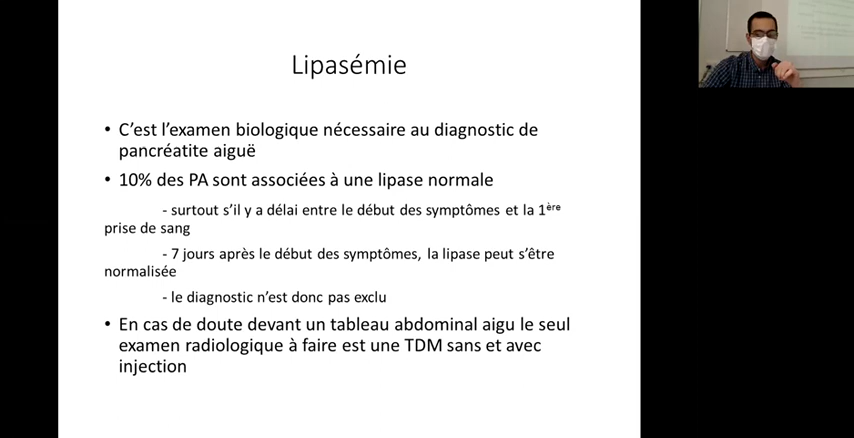 Lipasémie
• C’est l’examen biologique nécessaire au diagnostic de
pancréatite aiguë
• 10% des PA sont associées à une lipase normale
- surtout s’il y a délai entre le début des symptômes et la 1ère
prise de sang
- 7 jours après le début des symptômes, la lipase peut s’être
normalisée
- le diagnostic n’est donc pas exclu
• En cas de doute devant un tableau abdominal aigu le seul
examen radiologique à faire est une TDM sans et avec
injection